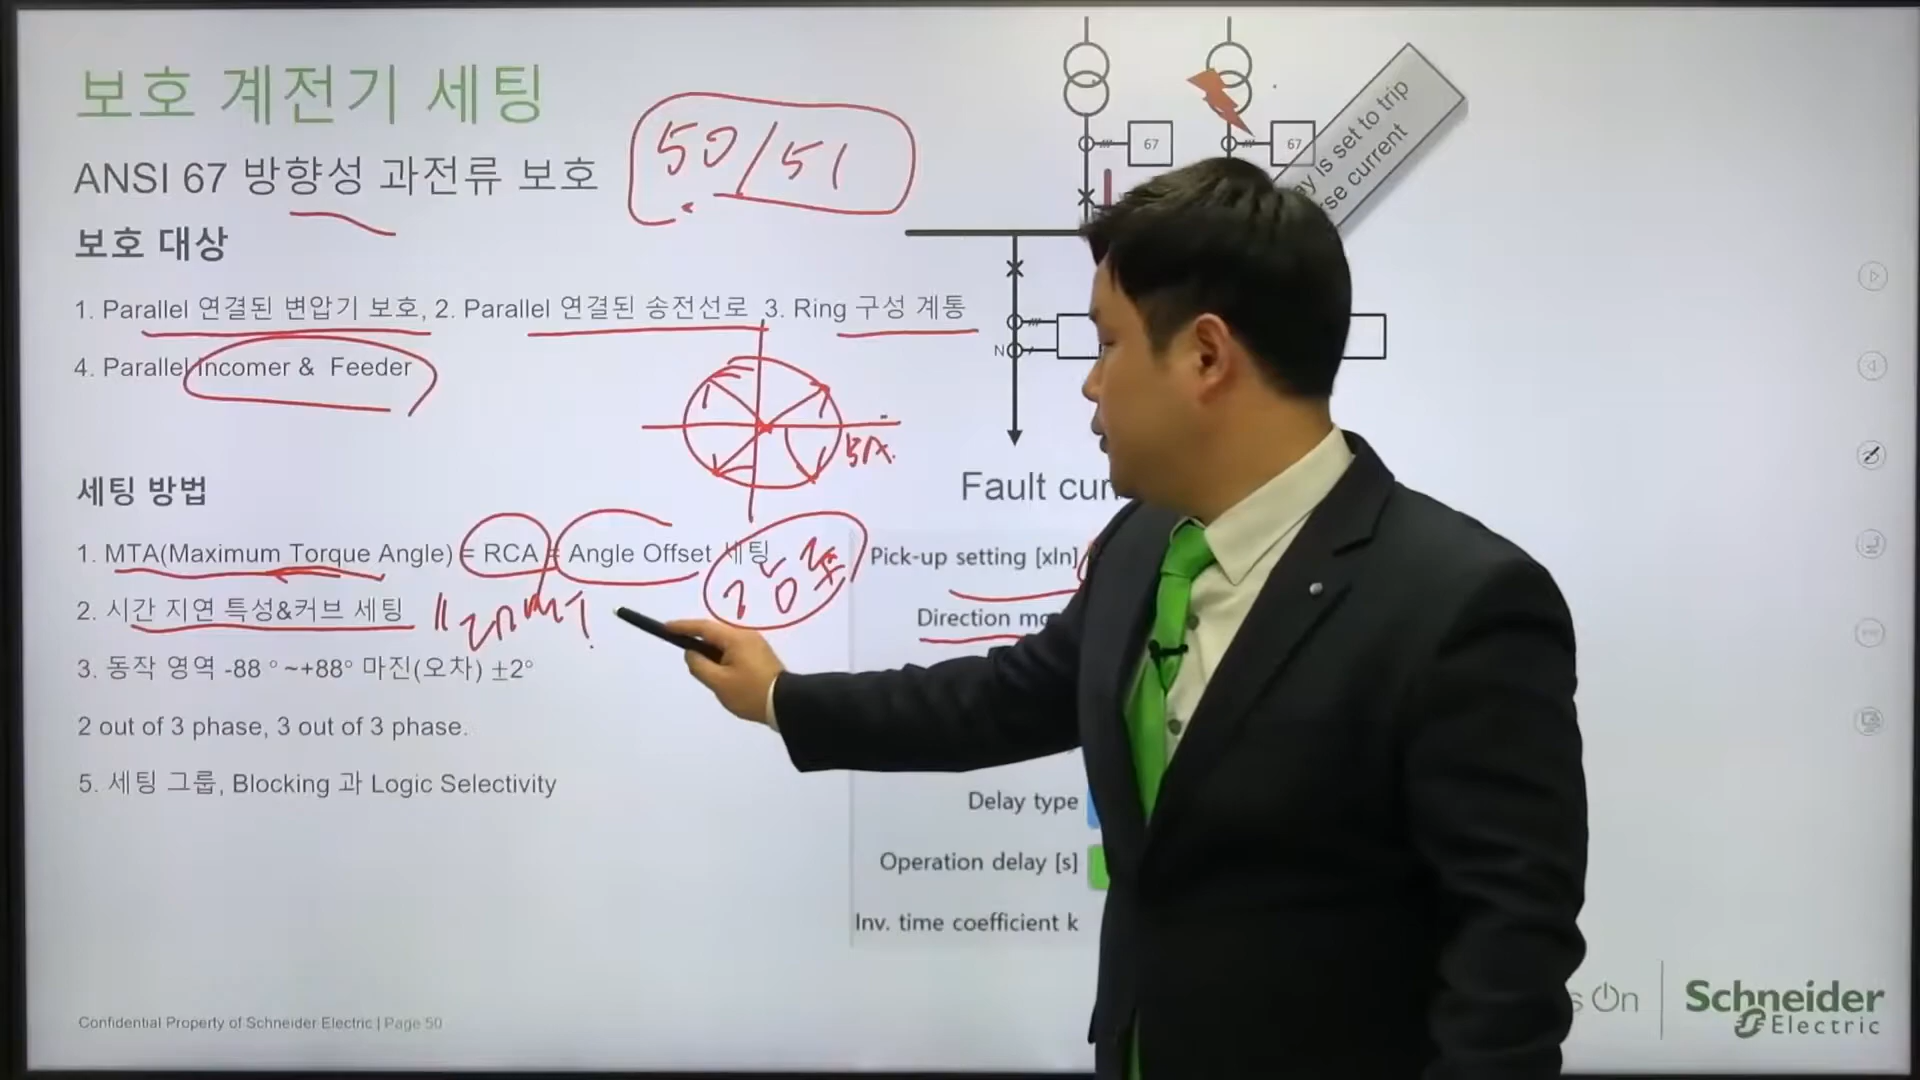 보호 계전기 세팅
50/51
ANSI 67 방향성 과전류 보호
보호 대상
1. Parallel 연결된 변압기 보호, 2. Parallel 연결된 송전선로 3. Ring 구성 계통
4. Parallel Incomer & Feeder
세팅 방법
1. MTA(Maximum Torque Angle) = RCA = Angle Offset 세팅
2. 시간 지연 특성&커브 세팅
3. 동작 영역 -88 °~+88° 마진(오차) ±2°
2 out of 3 phase, 3 out of 3 phase.
5. 세팅 그룹, Blocking 과 Logic Selectivity
67
67
is set to trip
current
N
Fault
Pick-up setting [xIn]
Direction
Delay type
Operation delay [s]
Inv. time coefficient k
Confidential Property of Schneider Electric | Page 50
On
Schneider
Electric